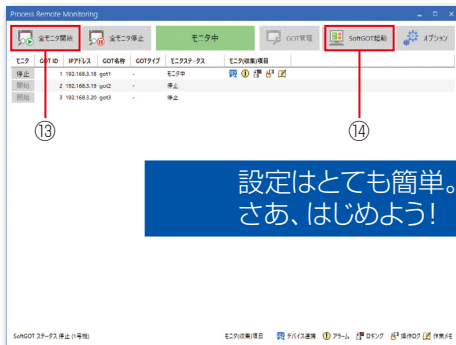 Process Remote Monitoring
全モニタ開始 全モニタ停止 モニタ中 GOT管理 SoftGOT起動 オプション
モニタ GOT ID IPアドレス GOT名称 GOTタイプ モニタステータス モニタ(収集)項目
停止 1 192.168.3.18 got1 - モニタ中
開始 2 192.168.3.19 got2 - 停止
開始 3 192.168.3.20 got3 - 停止
⑬ ⑭
設定はとても簡単。
さあ、はじめよう!
SoftGOT ステータス 停止 (1号機) モニタ(収集)項目 デバイス連携 アラーム ロギング 操作ログ 作業メモ